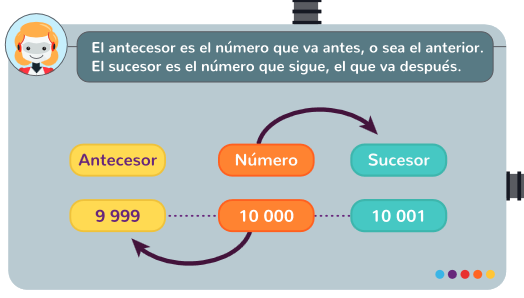 El antecesor es el número que va antes, o sea el anterior.
El sucesor es el número que sigue, el que va después.
Antecesor Número Sucesor
9 999 10 000 10 001